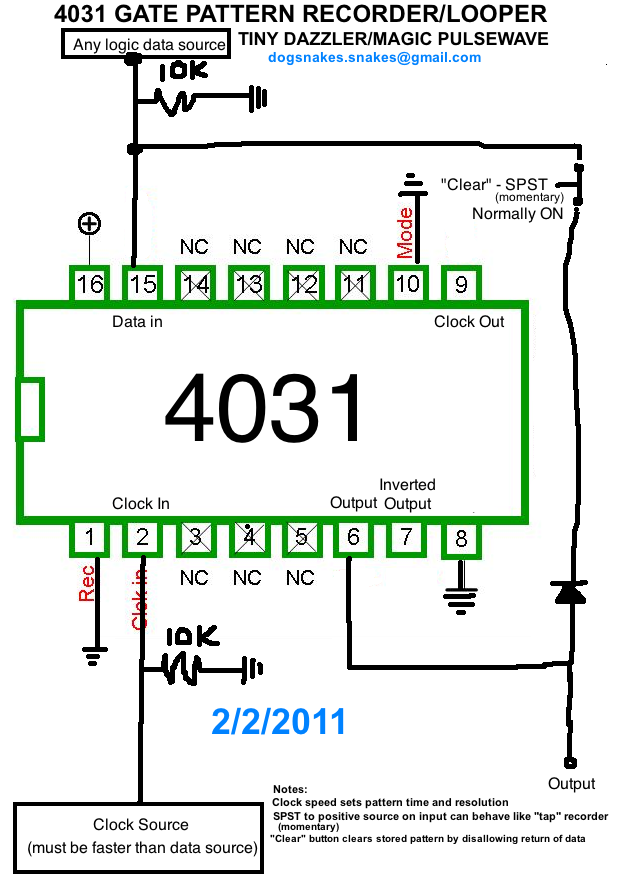 4031 GATE PATTERN RECORDER/LOOPER
Any logic data source
TINY DAZZLER/MAGIC PULSEWAVE
dogsnakes.snakes@gmail.com
10K
"Clear" - SPST
(momentary)
Normally ON
Mode
NC NC NC NC
16 15 14 13 12 11 10 9
Data in
Clock Out
4031
Inverted
Clock In
Output Output
1 2 3 4 5 6 7 8
Rec
Clok in
NC NC NC
10K
2/2/2011
Output
Notes:
Clock speed sets pattern time and resolution
SPST to positive source on input can behave like "tap" recorder
(momentary)
"Clear" button clears stored pattern by disallowing return of data
Clock Source
(must be faster than data source)